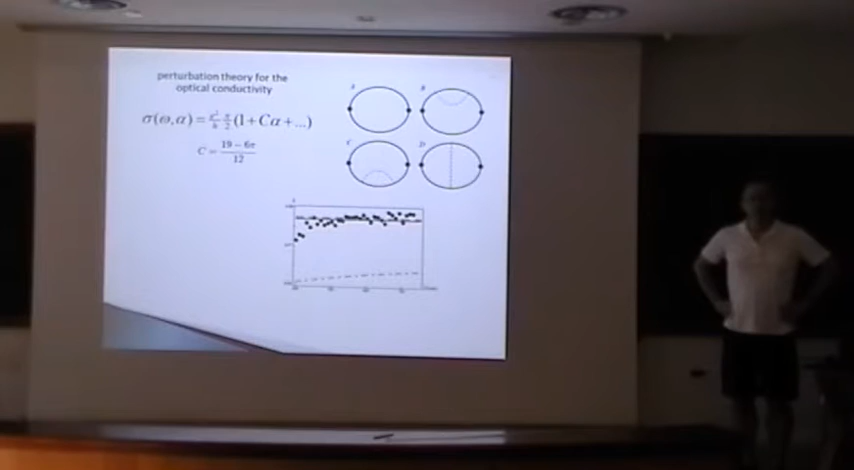 perturbation theory for the
optical conductivity
σ(ω,α) = e²/h π/2 (1+Cα+...)
C = 19 − 6π / 12
A
B
C
D